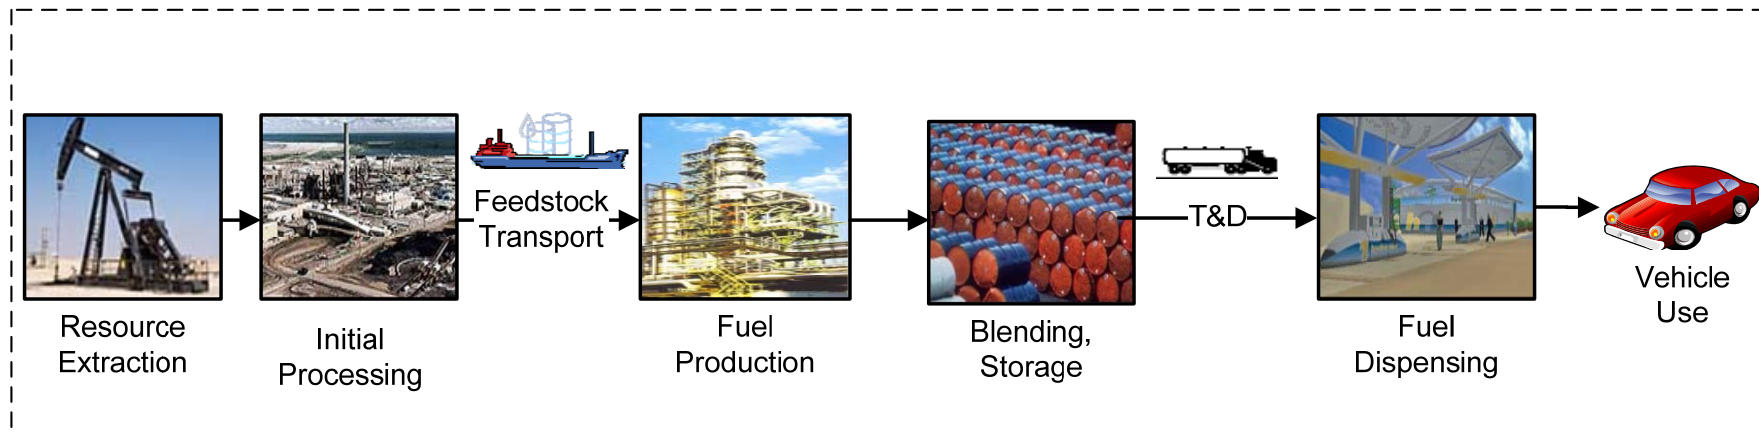 Resource
Extraction
Initial
Processing
Feedstock
Transport
Fuel
Production
Blending,
Storage
T&D
Fuel
Dispensing
Vehicle
Use